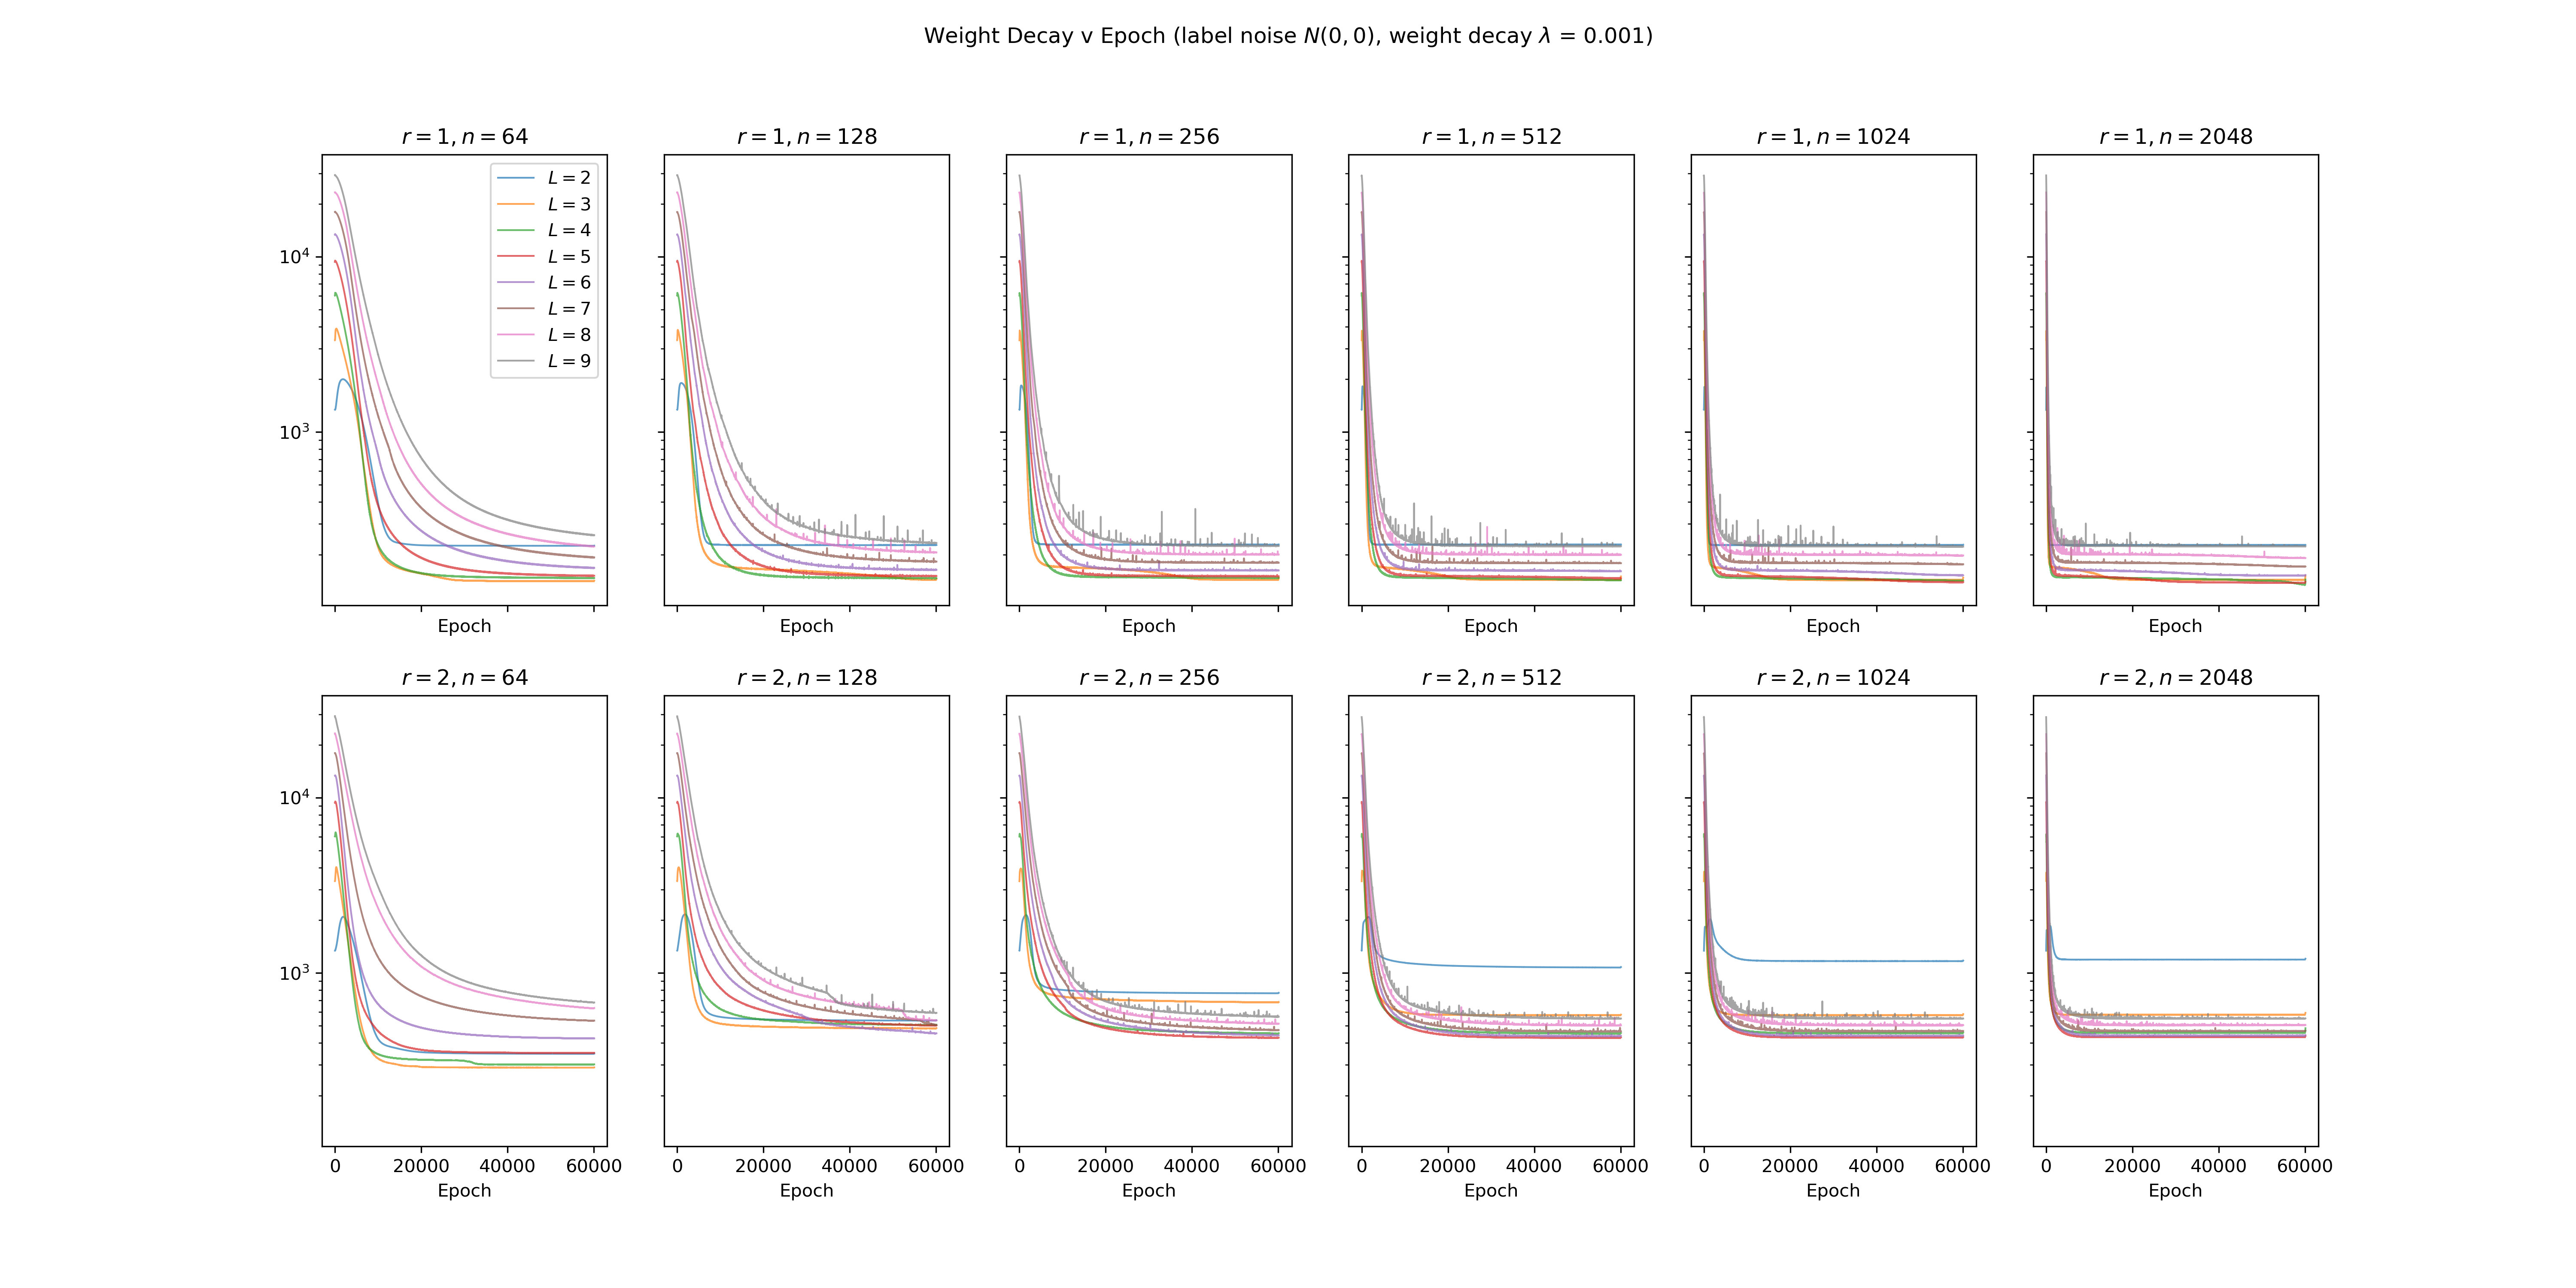 Weight Decay v Epoch (label noise N(0, 0), weight decay λ = 0.001)
r = 1, n = 64
r = 1, n = 128
r = 1, n = 256
r = 1, n = 512
r = 1, n = 1024
r = 1, n = 2048
L = 2
L = 3
L = 4
L = 5
L = 6
L = 7
L = 8
L = 9
10⁴
10³
Epoch
Epoch
Epoch
Epoch
Epoch
Epoch
r = 2, n = 64
r = 2, n = 128
r = 2, n = 256
r = 2, n = 512
r = 2, n = 1024
r = 2, n = 2048
10⁴
10³
0 20000 40000 60000
0 20000 40000 60000
0 20000 40000 60000
0 20000 40000 60000
0 20000 40000 60000
0 20000 40000 60000
Epoch
Epoch
Epoch
Epoch
Epoch
Epoch